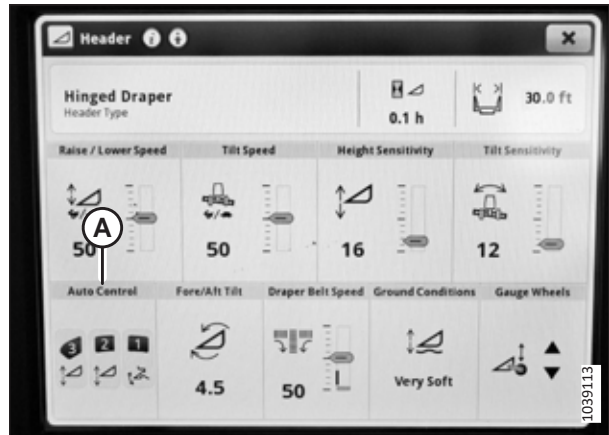 Header
Hinged Draper
Header Type
0.1 h
30.0 ft
Raise / Lower Speed
Tilt Speed
Height Sensitivity
Tilt Sensitivity
50
50
16
12
A
Auto Control
Fore/Aft Tilt
Draper Belt Speed
Ground Conditions
Gauge Wheels
3 2 1
4.5
50
Very Soft
1039113